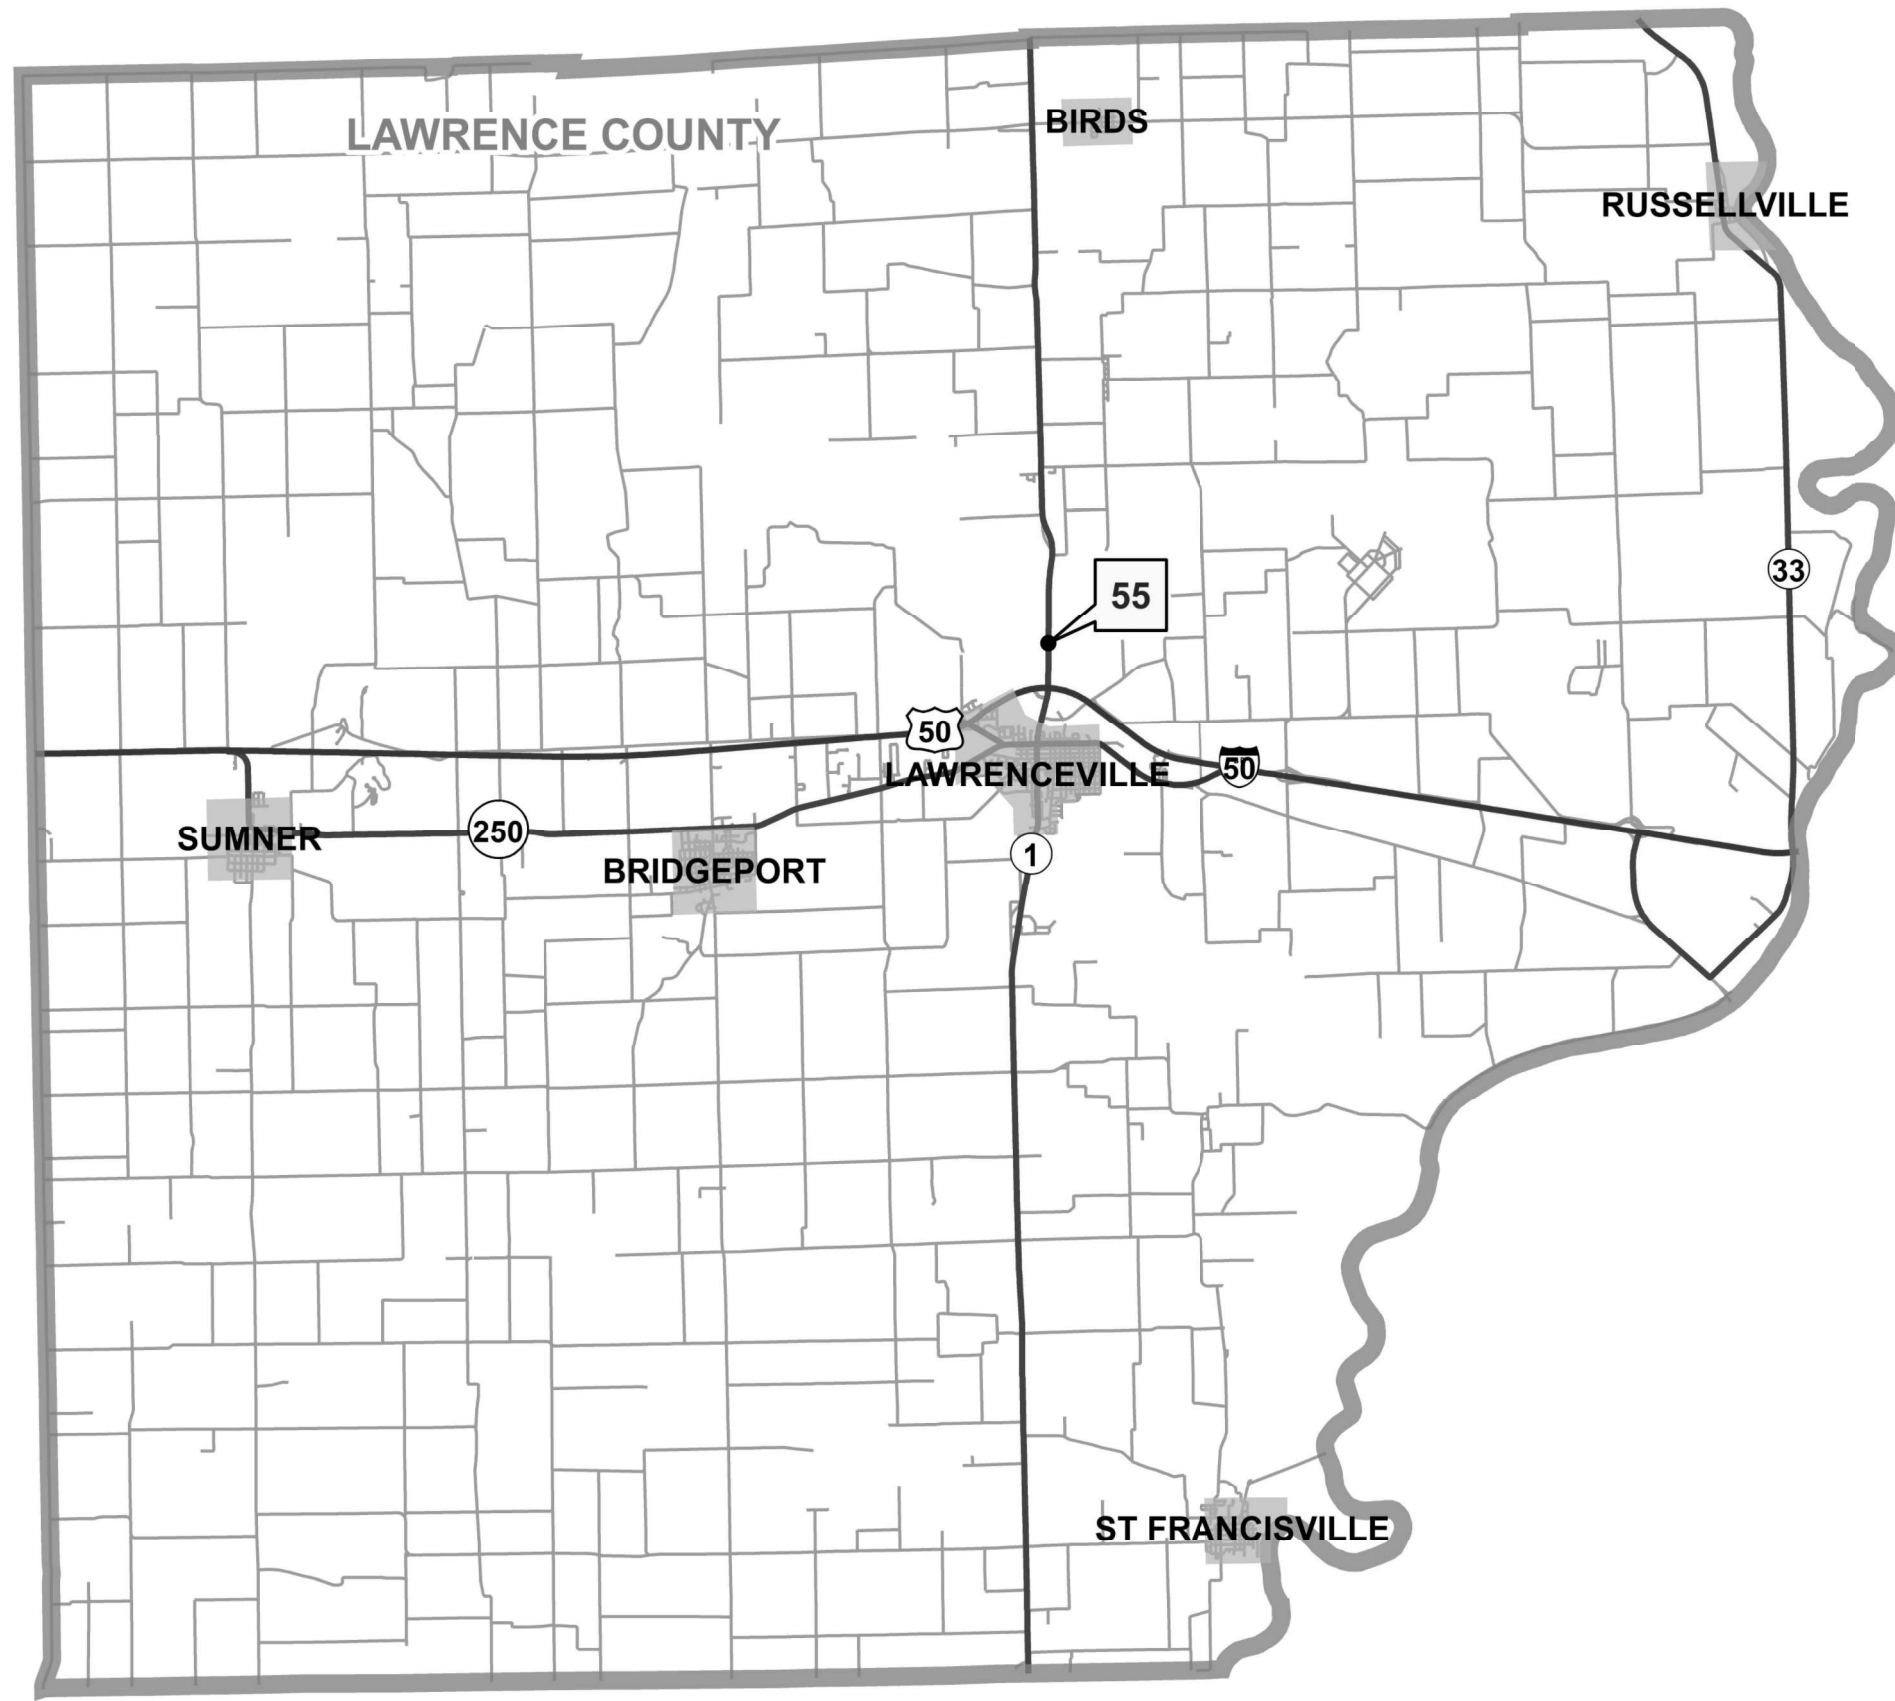 LAWRENCE COUNTY
BIRDS
RUSSELLVILLE
33
55
50
50
LAWRENCEVILLE
SUMNER
250
BRIDGEPORT
1
ST FRANCISVILLE